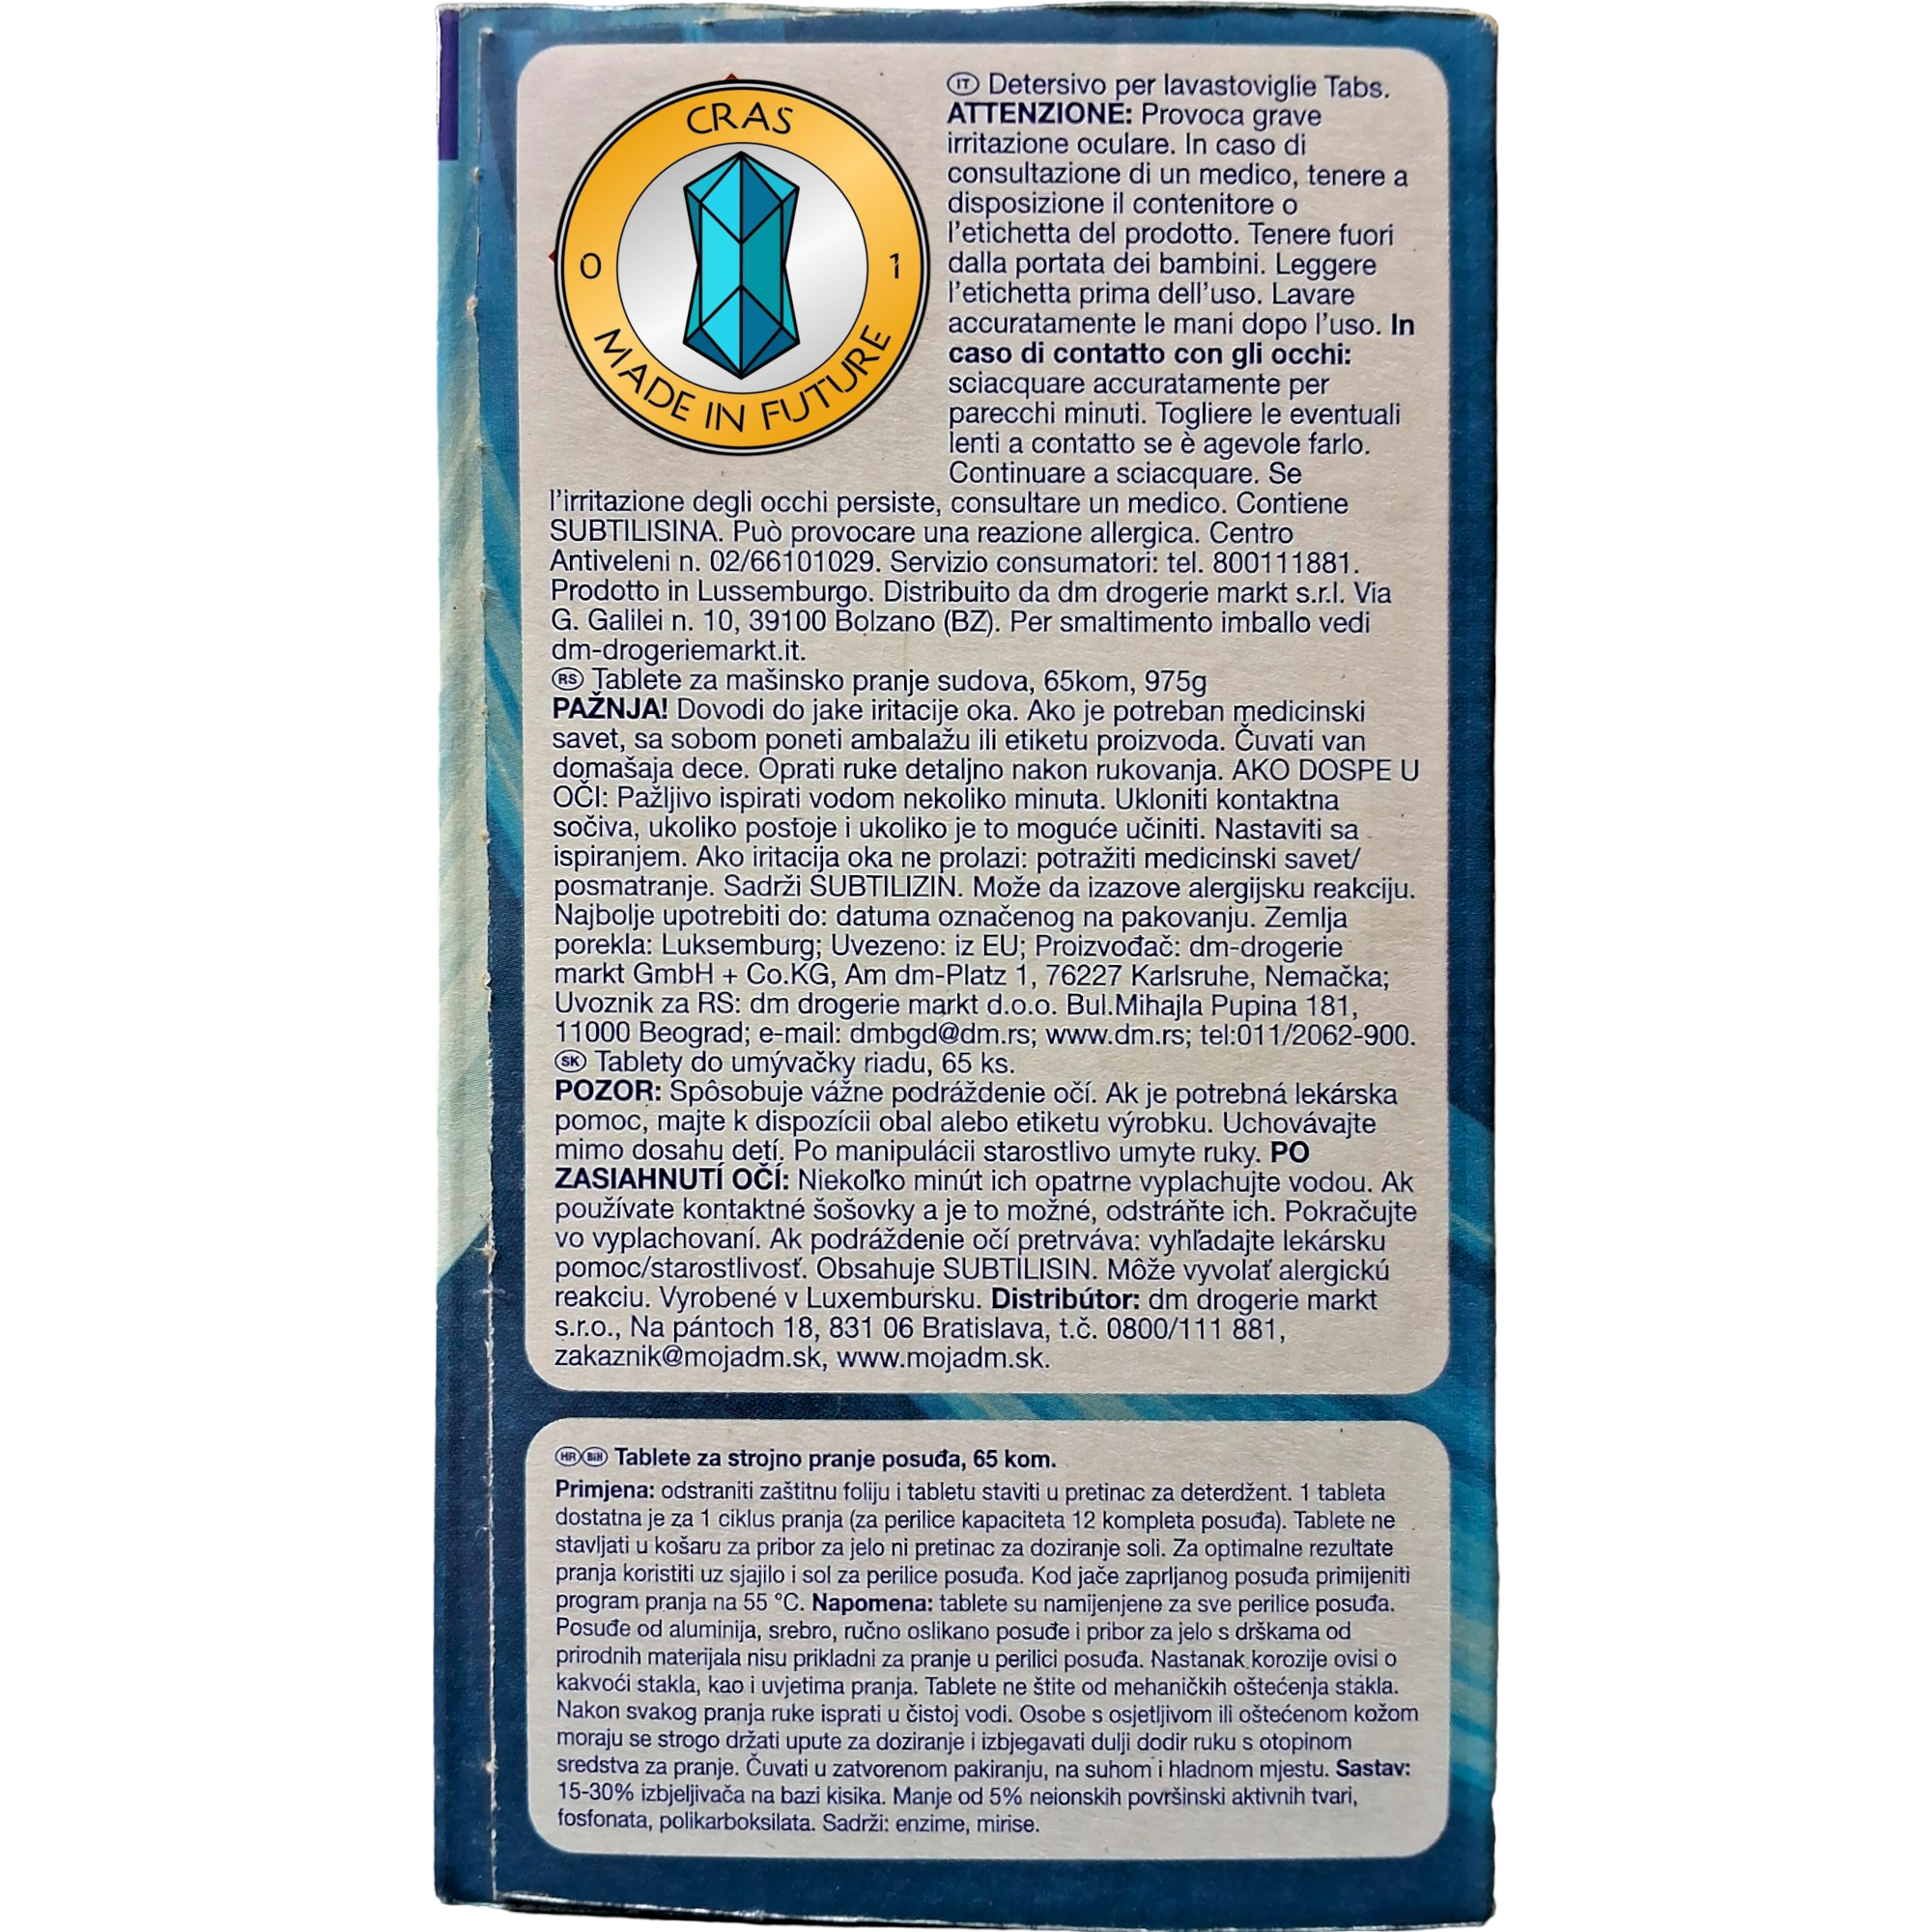 CRAS
0 1
MADE IN FUTURE
IT Detersivo per lavastoviglie Tabs.
ATTENZIONE: Provoca grave
irritazione oculare. In caso di
consultazione di un medico, tenere a
disposizione il contenitore o
l'etichetta del prodotto. Tenere fuori
dalla portata dei bambini. Leggere
l'etichetta prima dell'uso. Lavare
accuratamente le mani dopo l'uso. In
caso di contatto con gli occhi:
sciacquare accuratamente per
parecchi minuti. Togliere le eventuali
lenti a contatto se è agevole farlo.
Continuare a sciacquare. Se
l'irritazione degli occhi persiste, consultare un medico. Contiene
SUBTILISINA. Può provocare una reazione allergica. Centro
Antiveleni n. 02/66101029. Servizio consumatori: tel. 800111881.
Prodotto in Lussemburgo. Distribuito da dm drogerie markt s.r.l. Via
G. Galilei n. 10, 39100 Bolzano (BZ). Per smaltimento imballo vedi
dm-drogeriemarkt.it.
RS Tablete za mašinsko pranje sudova, 65kom, 975g
PAŽNJA! Dovodi do jake iritacije oka. Ako je potreban medicinski
savet, sa sobom poneti ambalažu ili etiketu proizvoda. Čuvati van
domašaja dece. Oprati ruke detaljno nakon rukovanja. AKO DOSPE U
OČI: Pažljivo ispirati vodom nekoliko minuta. Ukloniti kontaktna
sočiva, ukoliko postoje i ukoliko je to moguće učiniti. Nastaviti sa
ispiranjem. Ako iritacija oka ne prolazi: potražiti medicinski savet/
posmatranje. Sadrži SUBTILIZIN. Može da izazove alergijsku reakciju.
Najbolje upotrebiti do: datuma označenog na pakovanju. Zemlja
porekla: Luksemburg; Uvezeno: iz EU; Proizvođač: dm-drogerie
markt GmbH + Co.KG, Am dm-Platz 1, 76227 Karlsruhe, Nemačka;
Uvoznik za RS: dm drogerie markt d.o.o. Bul.Mihajla Pupina 181,
11000 Beograd; e-mail: dmbgd@dm.rs; www.dm.rs; tel:011/2062-900.
SK Tablety do umývačky riadu, 65 ks.
POZOR: Spôsobuje vážne podráždenie očí. Ak je potrebná lekárska
pomoc, majte k dispozícii obal alebo etiketu výrobku. Uchovávajte
mimo dosahu detí. Po manipulácii starostlivo umyte ruky. PO
ZASIAHNUTÍ OČÍ: Niekoľko minút ich opatrne vyplachujte vodou. Ak
používate kontaktné šošovky a je to možné, odstráňte ich. Pokračujte
vo vyplachovaní. Ak podráždenie očí pretrváva: vyhľadajte lekársku
pomoc/starostlivosť. Obsahuje SUBTILISIN. Môže vyvolať alergickú
reakciu. Vyrobené v Luxembursku. Distribútor: dm drogerie markt
s.r.o., Na pántoch 18, 831 06 Bratislava, t.č. 0800/111 881,
zakaznik@mojadm.sk, www.mojadm.sk.
HR BiH Tablete za strojno pranje posuđa, 65 kom.
Primjena: odstraniti zaštitnu foliju i tabletu staviti u pretinac za deterdžent. 1 tableta
dostatna je za 1 ciklus pranja (za perilice kapaciteta 12 kompleta posuđa). Tablete ne
stavljati u košaru za pribor za jelo ni pretinac za doziranje soli. Za optimalne rezultate
pranja koristiti uz sjajilo i sol za perilice posuđa. Kod jače zaprljanog posuđa primijeniti
program pranja na 55 °C. Napomena: tablete su namijenjene za sve perilice posuđa.
Posuđe od aluminija, srebro, ručno oslikano posuđe i pribor za jelo s drškama od
prirodnih materijala nisu prikladni za pranje u perilici posuđa. Nastanak korozije ovisi o
kakvoći stakla, kao i uvjetima pranja. Tablete ne štite od mehaničkih oštećenja stakla.
Nakon svakog pranja ruke isprati u čistoj vodi. Osobe s osjetljivom ili oštećenom kožom
moraju se strogo držati upute za doziranje i izbjegavati dulji dodir ruku s otopinom
sredstva za pranje. Čuvati u zatvorenom pakiranju, na suhom i hladnom mjestu. Sastav:
15-30% izbjeljivača na bazi kisika. Manje od 5% neionskih površinski aktivnih tvari,
fosfonata, polikarboksilata. Sadrži: enzime, mirise.